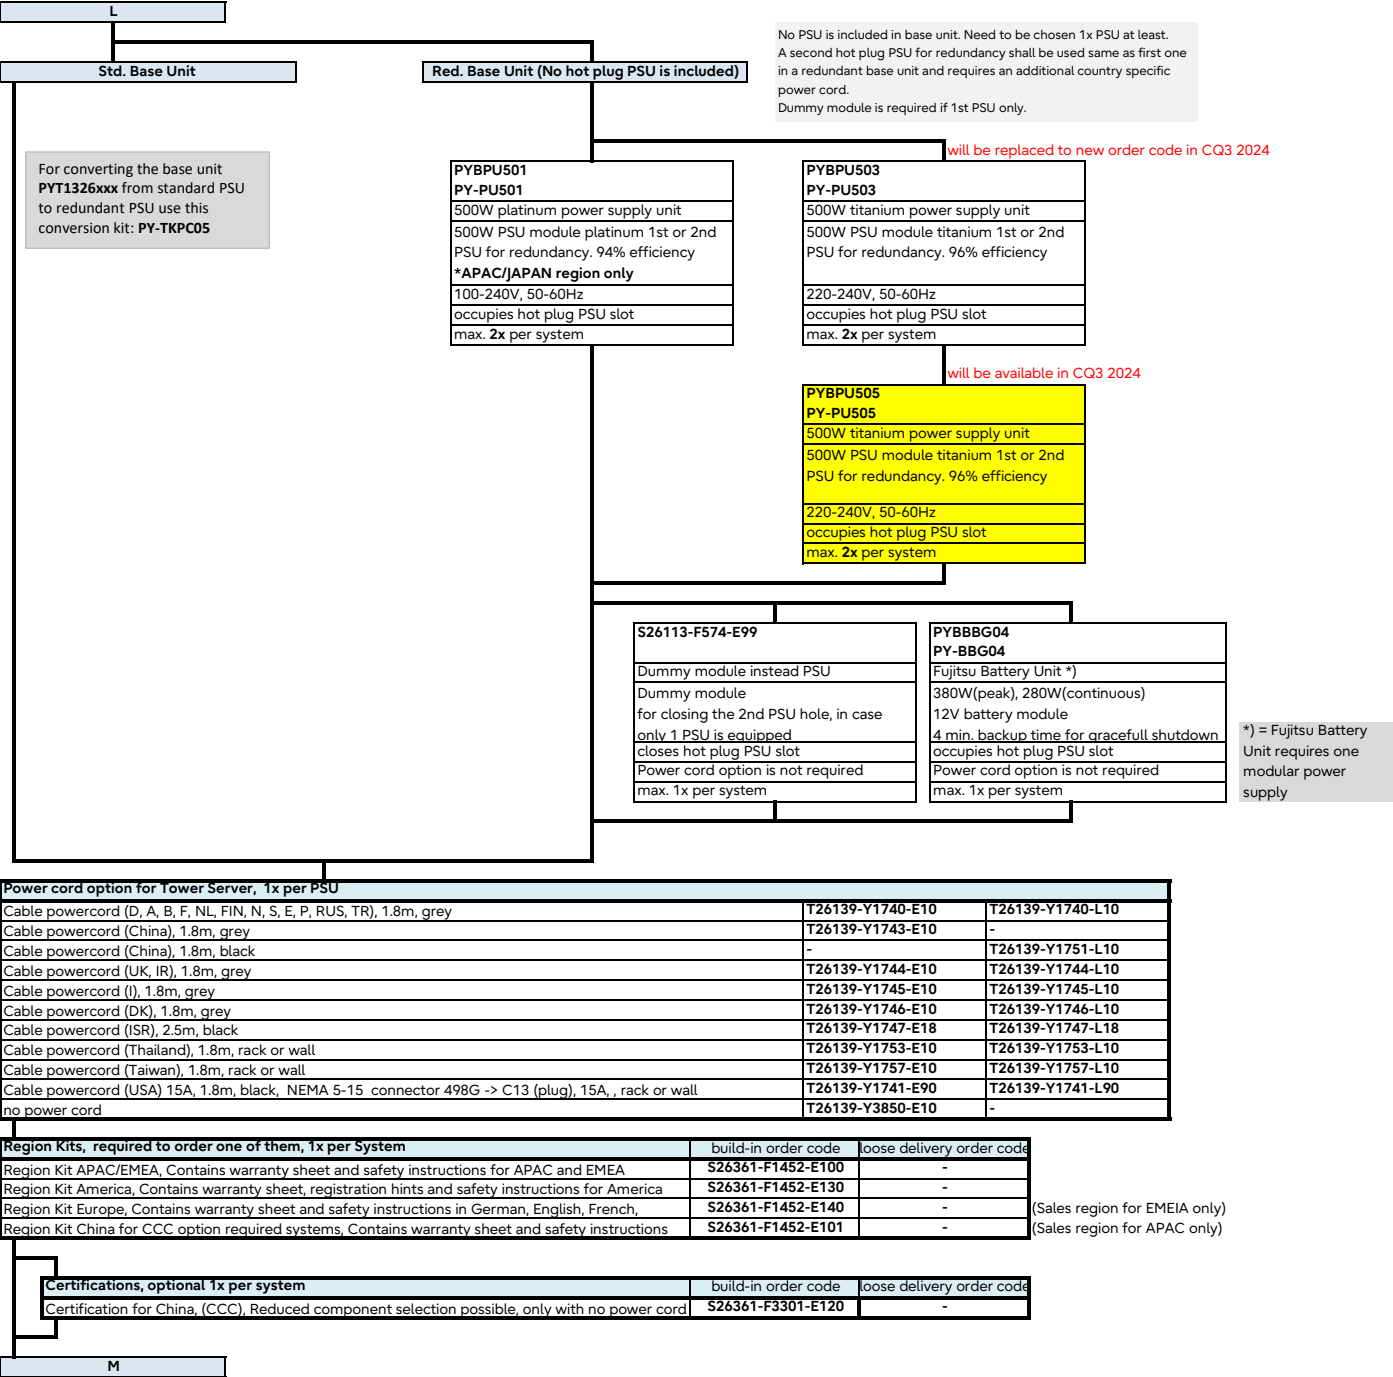 L
No PSU is included in base unit. Need to be chosen 1x PSU at least.
A second hot plug PSU for redundancy shall be used same as first one
in a redundant base unit and requires an additional country specific
power cord.
Dummy module is required if 1st PSU only.
Std. Base Unit
Red. Base Unit (No hot plug PSU is included)
will be replaced to new order code in CQ3 2024
For converting the base unit
PYT1326xxx from standard PSU
to redundant PSU use this
conversion kit: PY-TKPC05
PYBPU501
PY-PU501
500W platinum power supply unit
500W PSU module platinum 1st or 2nd
PSU for redundancy. 94% efficiency
*APAC/JAPAN region only
100-240V, 50-60Hz
occupies hot plug PSU slot
max. 2x per system
PYBPU503
PY-PU503
500W titanium power supply unit
500W PSU module titanium 1st or 2nd
PSU for redundancy. 96% efficiency
220-240V, 50-60Hz
occupies hot plug PSU slot
max. 2x per system
will be available in CQ3 2024
PYBPU505
PY-PU505
500W titanium power supply unit
500W PSU module titanium 1st or 2nd
PSU for redundancy. 96% efficiency
220-240V, 50-60Hz
occupies hot plug PSU slot
max. 2x per system
S26113-F574-E99
Dummy module instead PSU
Dummy module
for closing the 2nd PSU hole, in case
only 1 PSU is equipped
closes hot plug PSU slot
Power cord option is not required
max. 1x per system
PYBBBG04
PY-BBG04
Fujitsu Battery Unit *)
380W(peak), 280W(continuous)
12V battery module
4 min. backup time for gracefull shutdown
occupies hot plug PSU slot
Power cord option is not required
max. 1x per system
*) = Fujitsu Battery
Unit requires one
modular power
supply
Power cord option for Tower Server, 1x per PSU
Cable powercord (D, A, B, F, NL, FIN, N, S, E, P, RUS, TR), 1.8m, grey T26139-Y1740-E10 T26139-Y1740-L10
Cable powercord (China), 1.8m, grey T26139-Y1743-E10 -
Cable powercord (China), 1.8m, black - T26139-Y1751-L10
Cable powercord (UK, IR), 1.8m, grey T26139-Y1744-E10 T26139-Y1744-L10
Cable powercord (I), 1.8m, grey T26139-Y1745-E10 T26139-Y1745-L10
Cable powercord (DK), 1.8m, grey T26139-Y1746-E10 T26139-Y1746-L10
Cable powercord (ISR), 2.5m, black T26139-Y1747-E18 T26139-Y1747-L18
Cable powercord (Thailand), 1.8m, rack or wall T26139-Y1753-E10 T26139-Y1753-L10
Cable powercord (Taiwan), 1.8m, rack or wall T26139-Y1757-E10 T26139-Y1757-L10
Cable powercord (USA) 15A, 1.8m, black, NEMA 5-15 connector 498G -> C13 (plug), 15A, , rack or wall T26139-Y1741-E90 T26139-Y1741-L90
no power cord T26139-Y3850-E10 -
Region Kits, required to order one of them, 1x per System build-in order code loose delivery order code
Region Kit APAC/EMEA, Contains warranty sheet and safety instructions for APAC and EMEA S26361-F1452-E100 -
Region Kit America, Contains warranty sheet, registration hints and safety instructions for America S26361-F1452-E130 -
Region Kit Europe, Contains warranty sheet and safety instructions in German, English, French, S26361-F1452-E140 - (Sales region for EMEIA only)
Region Kit China for CCC option required systems, Contains warranty sheet and safety instructions S26361-F1452-E101 - (Sales region for APAC only)
Certifications, optional 1x per system build-in order code loose delivery order code
Certification for China, (CCC), Reduced component selection possible, only with no power cord S26361-F3301-E120 -
M